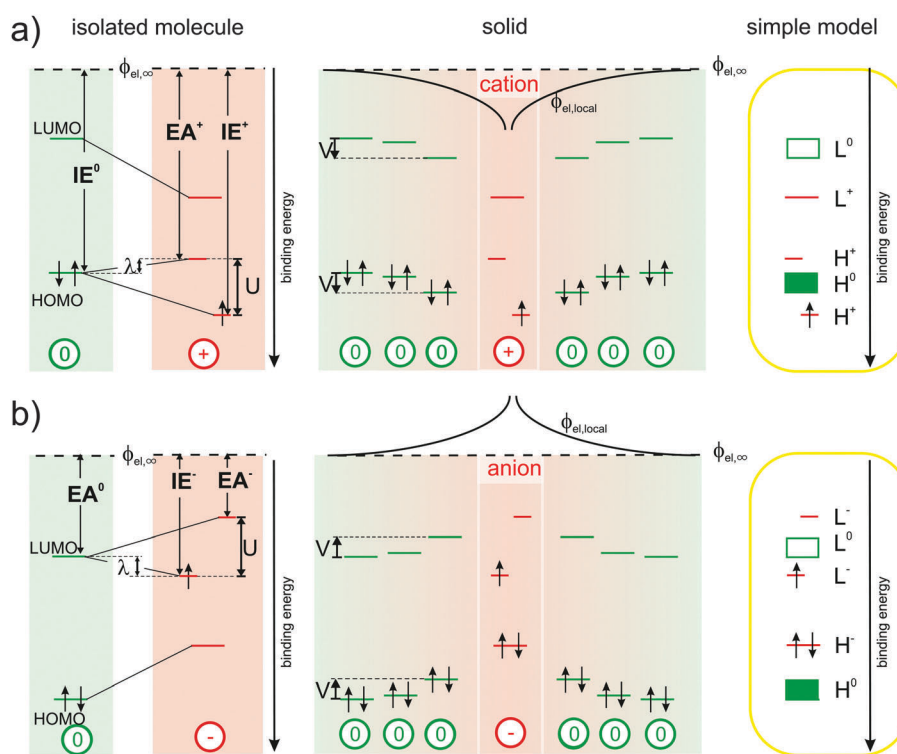 a)
isolated molecule
solid
simple model
ϕel,∞
LUMO
IE⁰
EA⁺
IE⁺
λ
U
HOMO
0
+
binding energy
cation
ϕel,local
ϕel,∞
V
V
0
0
0
+
0
0
0
L⁰
L⁺
H⁺
H⁰
H⁺
binding energy
b)
ϕel,∞
EA⁰
IE⁻
EA⁻
LUMO
λ
U
HOMO
0
-
binding energy
ϕel,local
anion
ϕel,∞
V
V
0
0
0
-
0
0
0
L⁻
L⁰
L⁻
H⁻
H⁰
binding energy